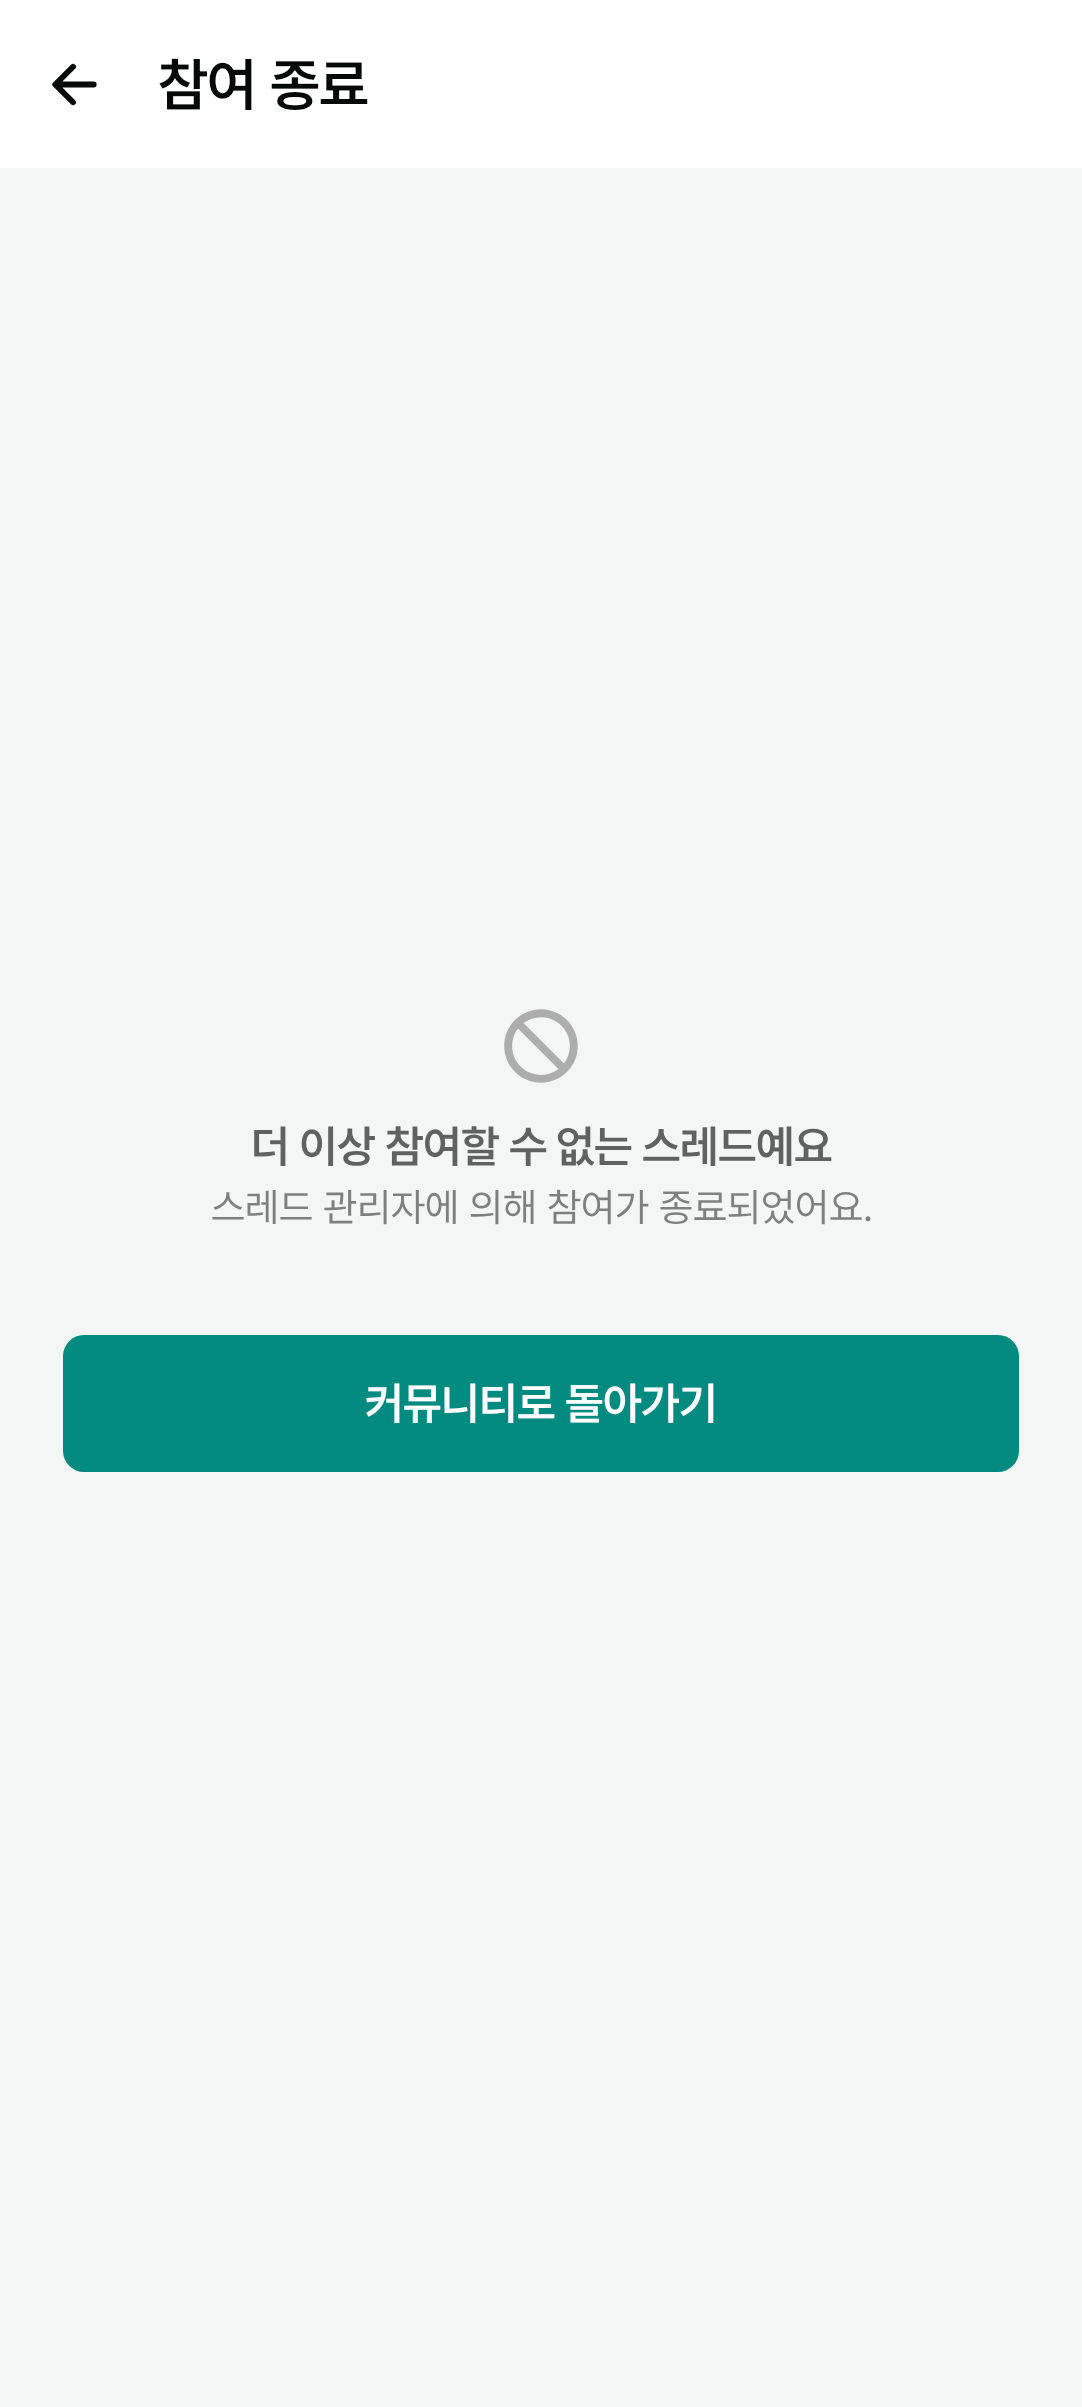 참여 종료
더 이상 참여할 수 없는 스레드예요
스레드 관리자에 의해 참여가 종료되었어요.
커뮤니티로 돌아가기